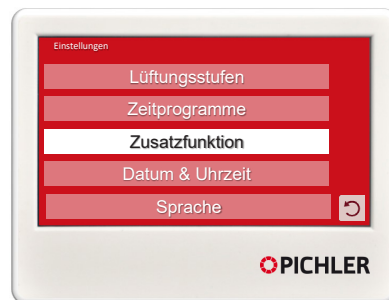 Einstellungen
Lüftungsstufen
Zeitprogramme
Zusatzfunktion
Datum & Uhrzeit
Sprache
PICHLER